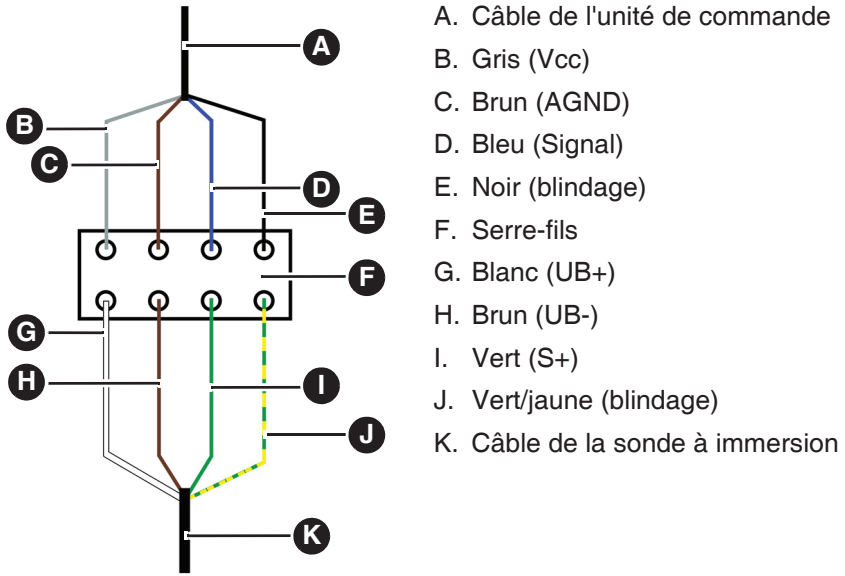 A
B
C
D
E
F
G
H
I
J
K
A. Câble de l'unité de commande
B. Gris (Vcc)
C. Brun (AGND)
D. Bleu (Signal)
E. Noir (blindage)
F. Serre-fils
G. Blanc (UB+)
H. Brun (UB-)
I. Vert (S+)
J. Vert/jaune (blindage)
K. Câble de la sonde à immersion